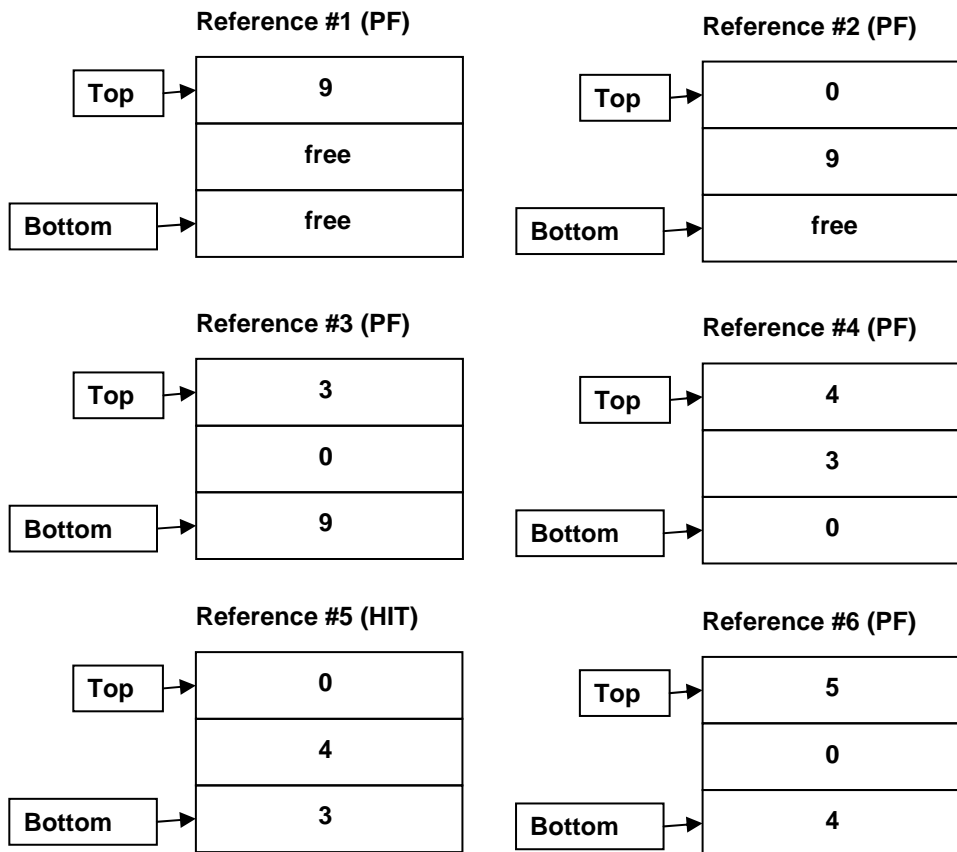 Reference #1 (PF)
Top
9
free
Bottom
free
Reference #2 (PF)
Top
0
9
Bottom
free
Reference #3 (PF)
Top
3
0
Bottom
9
Reference #4 (PF)
Top
4
3
Bottom
0
Reference #5 (HIT)
Top
0
4
Bottom
3
Reference #6 (PF)
Top
5
0
Bottom
4